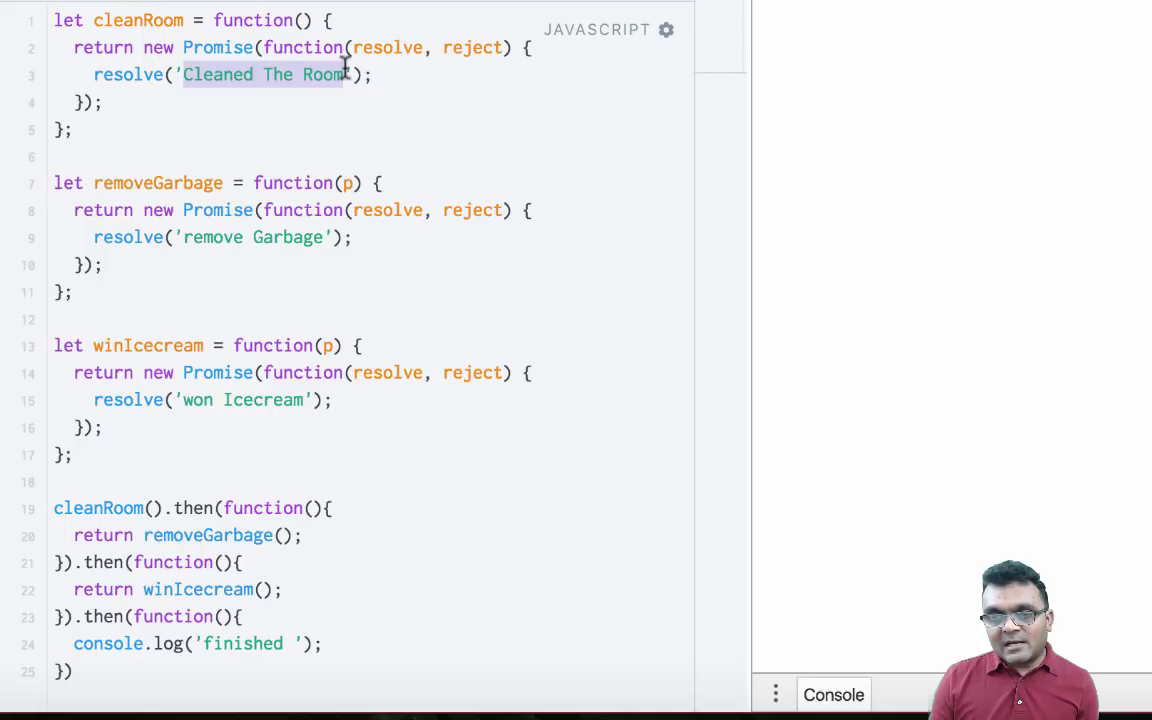 JAVASCRIPT
1 let cleanRoom = function() {
2 return new Promise(function(resolve, reject) {
3 resolve('Cleaned The Room');
4 });
5 };
6
7 let removeGarbage = function(p) {
8 return new Promise(function(resolve, reject) {
9 resolve('remove Garbage');
10 });
11 };
12
13 let winIcecream = function(p) {
14 return new Promise(function(resolve, reject) {
15 resolve('won Icecream');
16 });
17 };
18
19 cleanRoom().then(function(){
20 return removeGarbage();
21 }).then(function(){
22 return winIcecream();
23 }).then(function(){
24 console.log('finished ');
25 })
Console